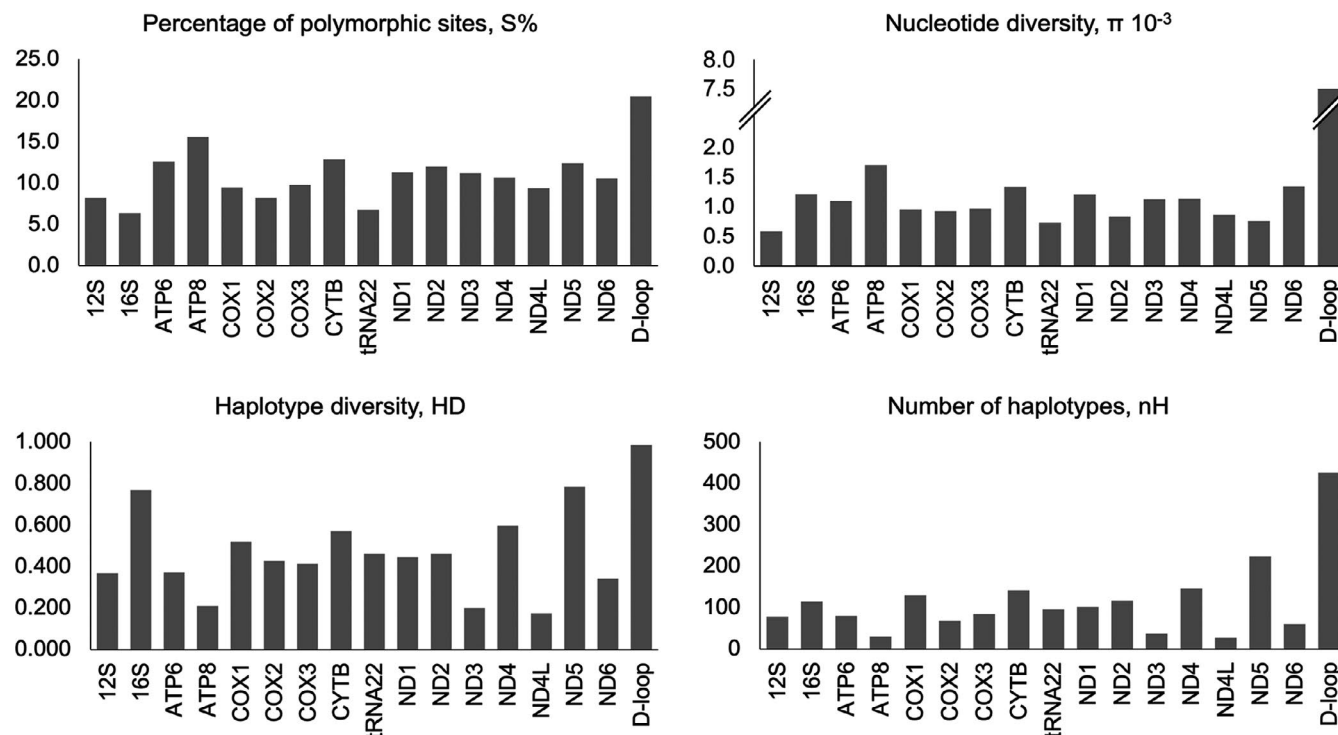 Percentage of polymorphic sites, S%
25.0
20.0
15.0
10.0
5.0
0.0
12S
16S
ATP6
ATP8
COX1
COX2
COX3
CYTB
tRNA22
ND1
ND2
ND3
ND4
ND4L
ND5
ND6
D-loop
Nucleotide diversity, π 10⁻³
8.0
7.5
2.0
1.5
1.0
0.5
0.0
12S
16S
ATP6
ATP8
COX1
COX2
COX3
CYTB
tRNA22
ND1
ND2
ND3
ND4
ND4L
ND5
ND6
D-loop
Haplotype diversity, HD
1.000
0.800
0.600
0.400
0.200
0.000
12S
16S
ATP6
ATP8
COX1
COX2
COX3
CYTB
tRNA22
ND1
ND2
ND3
ND4
ND4L
ND5
ND6
D-loop
Number of haplotypes, nH
500
400
300
200
100
0
12S
16S
ATP6
ATP8
COX1
COX2
COX3
CYTB
tRNA22
ND1
ND2
ND3
ND4
ND4L
ND5
ND6
D-loop